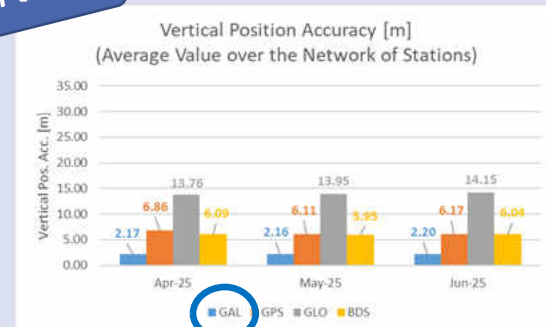 Vertical Position Accuracy [m]
(Average Value over the Network of Stations)
Vertical Pos. Acc. [m]
35.00
30.00
25.00
20.00
15.00
10.00
5.00
0.00
2.17 6.86 13.76 6.09
2.16 6.11 13.95 5.95
2.20 6.17 14.15 6.04
Apr-25 May-25 Jun-25
GAL GPS GLO BDS